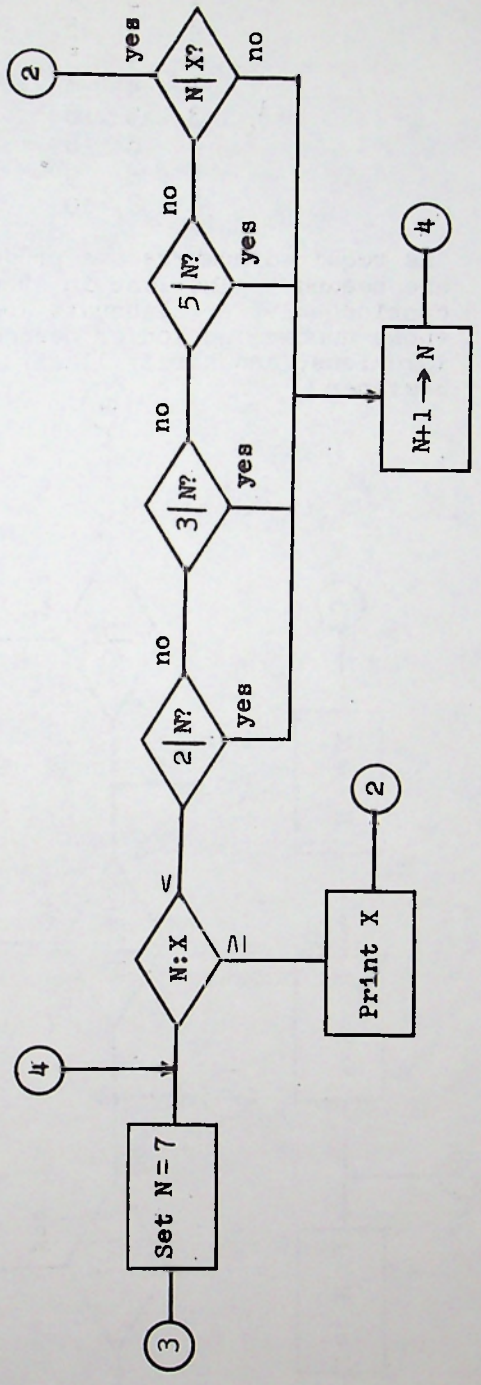 3
Set N=7
4
N:X
<
≥
Print X
2
2|N?
no
yes
3|N?
no
yes
5|N?
no
yes
N|X?
yes
2
no
N+1→N
4